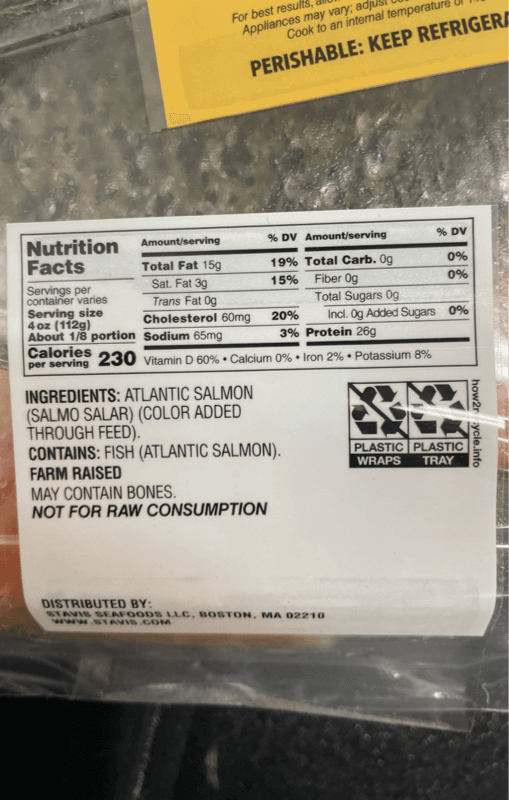 For best results,
Appliances may vary; adjust
Cook to an internal temperature of
PERISHABLE: KEEP REFRIGERA
Nutrition
Facts
Servings per
container varies
Serving size
4 oz (112g)
About 1/8 portion
Calories
per serving 230
Amount/serving % DV
Total Fat 15g 19%
Sat. Fat 3g 15%
Trans Fat 0g
Cholesterol 60mg 20%
Sodium 65mg 3%
Amount/serving % DV
Total Carb. 0g 0%
Fiber 0g 0%
Total Sugars 0g
Incl. 0g Added Sugars 0%
Protein 26g
Vitamin D 60% • Calcium 0% • Iron 2% • Potassium 8%
INGREDIENTS: ATLANTIC SALMON
(SALMO SALAR) (COLOR ADDED
THROUGH FEED).
CONTAINS: FISH (ATLANTIC SALMON).
FARM RAISED
MAY CONTAIN BONES.
NOT FOR RAW CONSUMPTION
PLASTIC PLASTIC
WRAPS TRAY
how2recycle.info
DISTRIBUTED BY:
STAVIS SEAFOODS LLC, BOSTON, MA 02210
WWW.STAVIS.COM